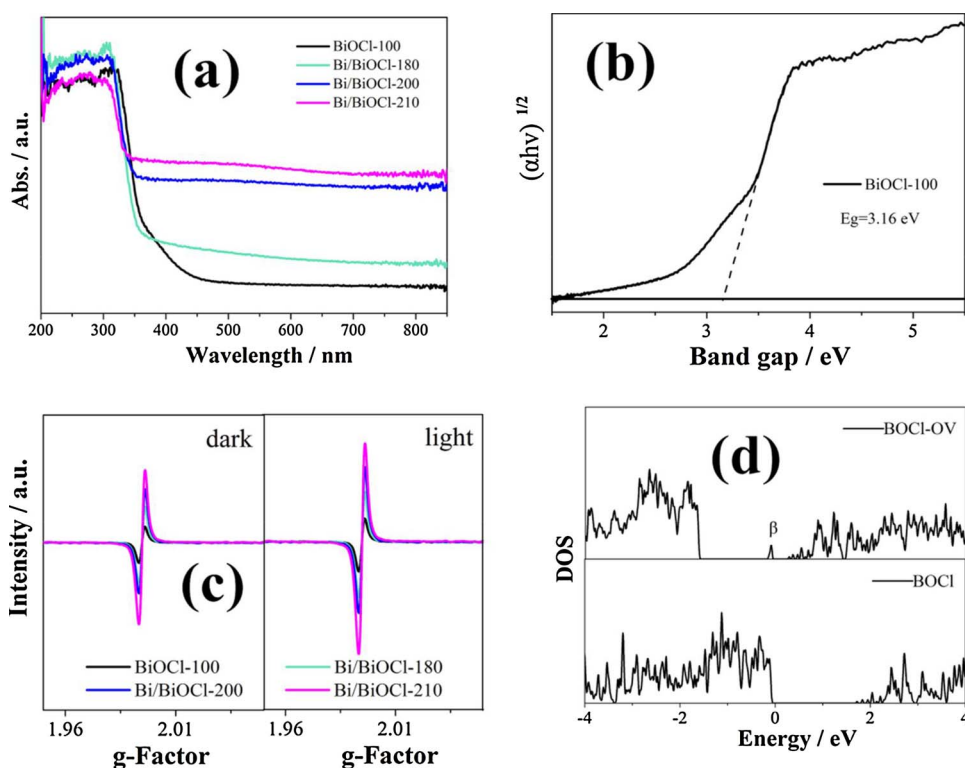 (a)
BiOCl-100
Bi/BiOCl-180
Bi/BiOCl-200
Bi/BiOCl-210
Abs. / a.u.
200 300 400 500 600 700 800
Wavelength / nm
(b)
(αhv) 1/2
BiOCl-100
Eg=3.16 eV
2 3 4 5
Band gap / eV
dark
light
Intensity / a.u.
(c)
BiOCl-100
Bi/BiOCl-200
Bi/BiOCl-180
Bi/BiOCl-210
1.96 2.01 1.96 2.01
g-Factor g-Factor
BOCl-OV
(d)
β
DOS
BOCl
-4 -2 0 2 4
Energy / eV